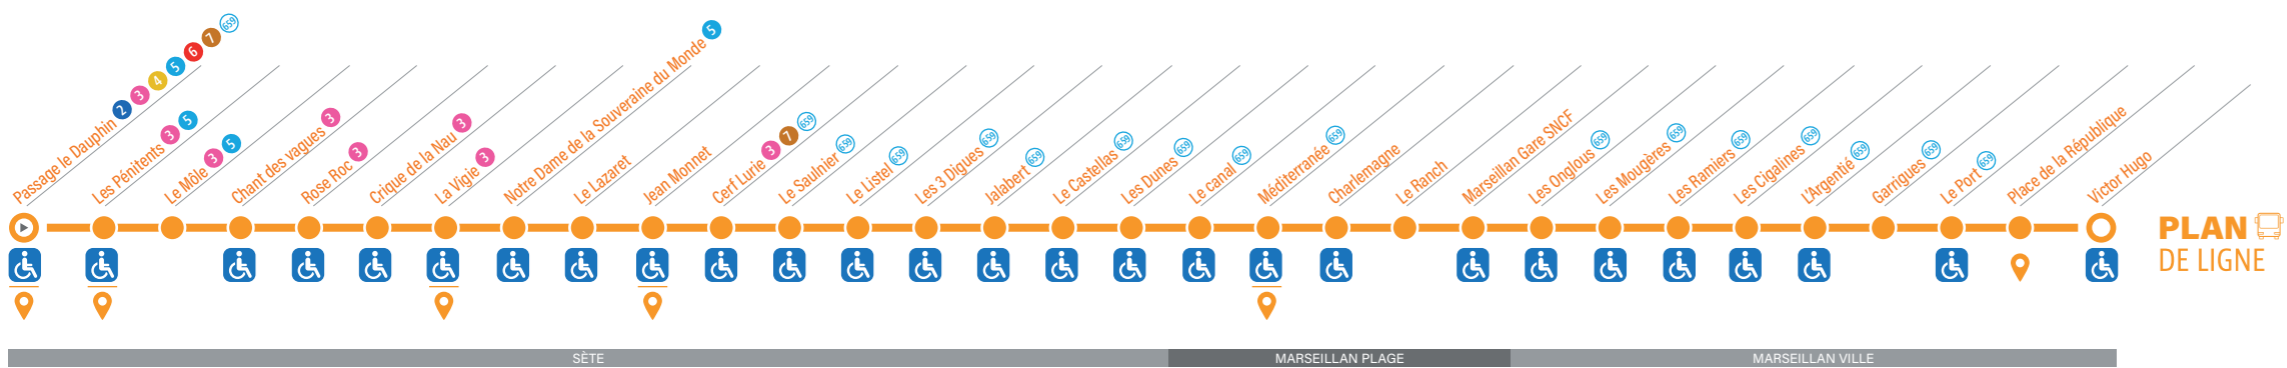 Passage le Dauphin 2 3 4 5 6 7 659
Les Pénitents 3 5
Le Môle 3 5
Chant des vagues 3
Rose Roc 3
Crique de la Nau 3
La Vigie 3
Notre Dame de la Souveraine du Monde 5
Le Lazaret
Jean Monnet
Cerf Lurie 3 7 659
Le Saulnier 659
Le Listel 659
Les 3 Digues 659
Jalabert 659
Le Castellas 659
Les Dunes 659
Le canal 659
Méditerranée 659
Charlemagne
Le Ranch
Marseillan Gare SNCF
Les Onglous 659
Les Mougères 659
Les Ramiers 659
Les Cigalines 659
L'Argentié 659
Garrigues 659
Le Port 659
Place de la République
Victor Hugo
PLAN
DE LIGNE
SÈTE
MARSEILLAN PLAGE
MARSEILLAN VILLE